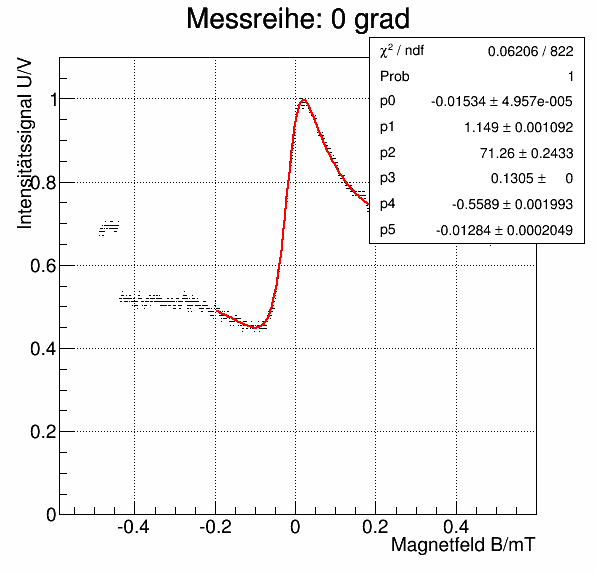 Messreihe: 0 grad
χ² / ndf 0.06206 / 822
Prob 1
p0 -0.01534 ± 4.957e-005
p1 1.149 ± 0.001092
p2 71.26 ± 0.2433
p3 0.1305 ± 0
p4 -0.5589 ± 0.001993
p5 -0.01284 ± 0.0002049
Intensitätssignal U/V
1
0.8
0.6
0.4
0.2
0
-0.4 -0.2 0 0.2 0.4
Magnetfeld B/mT